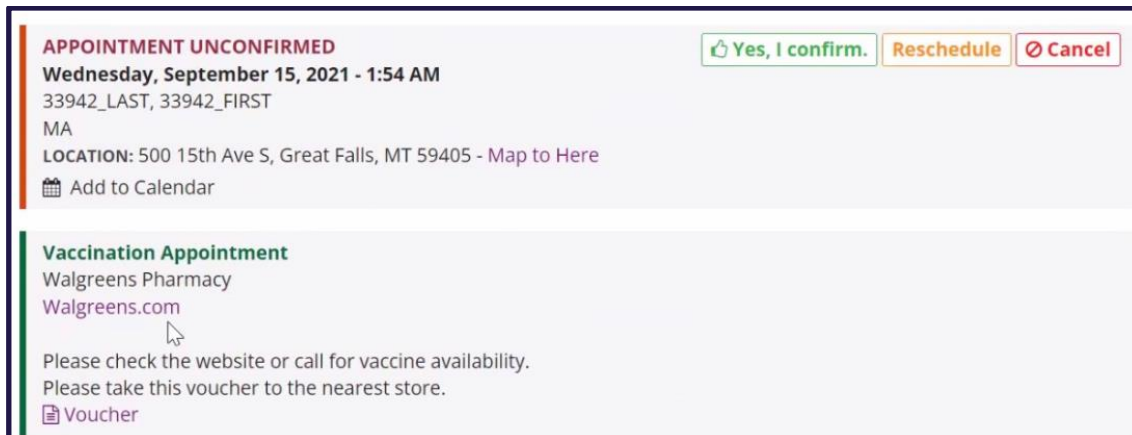 APPOINTMENT UNCONFIRMED
Yes, I confirm. Reschedule Cancel
Wednesday, September 15, 2021 - 1:54 AM
33942_LAST, 33942_FIRST
MA
LOCATION: 500 15th Ave S, Great Falls, MT 59405 - Map to Here
Add to Calendar
Vaccination Appointment
Walgreens Pharmacy
Walgreens.com
Please check the website or call for vaccine availability.
Please take this voucher to the nearest store.
Voucher